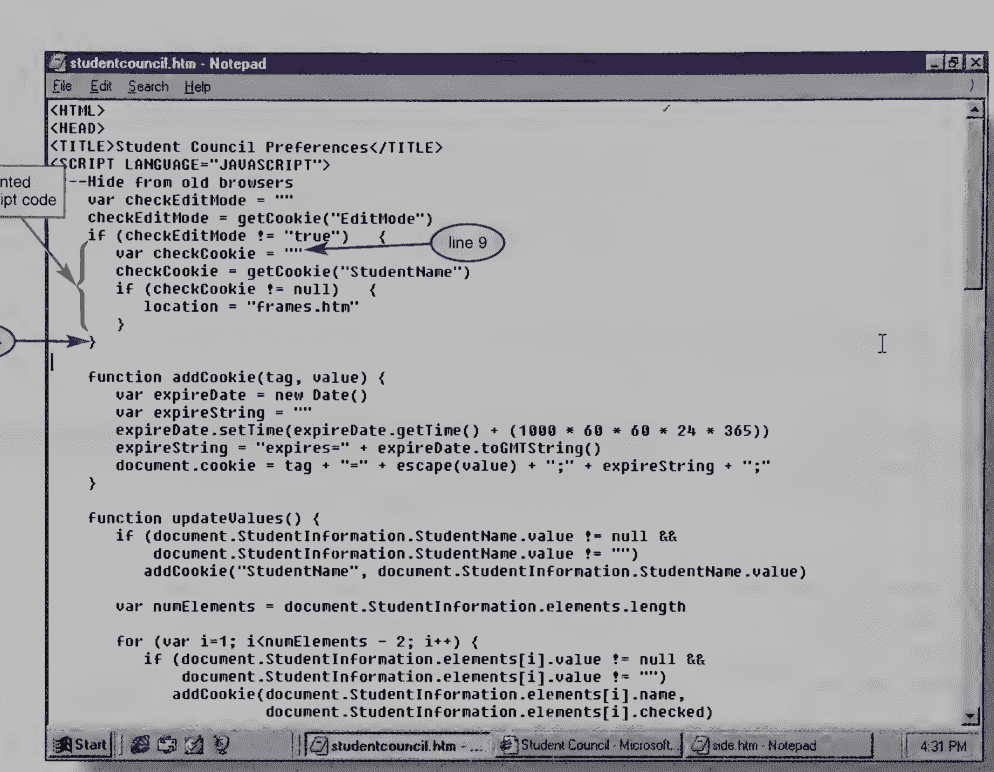 studentcouncil.htm - Notepad
File Edit Search Help
<HTML>
<HEAD>
<TITLE>Student Council Preferences</TITLE>
<SCRIPT LANGUAGE="JAVASCRIPT">
--Hide from old browsers
var checkEditMode = ""
checkEditMode = getCookie("EditMode")
if (checkEditMode != "true") {
var checkCookie = ""
line 9
checkCookie = getCookie("StudentName")
if (checkCookie != null) {
location = "frames.htm"
}
}
nted
ipt code
function addCookie(tag, value) {
var expireDate = new Date()
var expireString = ""
expireDate.setTime(expireDate.getTime() + (1000 * 60 * 60 * 24 * 365))
expireString = "expires=" + expireDate.toGMTString()
document.cookie = tag + "=" + escape(value) + ";" + expireString + ";"
}
function updateValues() {
if (document.StudentInformation.StudentName.value != null &&
document.StudentInformation.StudentName.value != "")
addCookie("StudentName", document.StudentInformation.StudentName.value)
var numElements = document.StudentInformation.elements.length
for (var i=1; i<numElements - 2; i++) {
if (document.StudentInformation.elements[i].value != null &&
document.StudentInformation.elements[i].value != "")
addCookie(document.StudentInformation.elements[i].name,
document.StudentInformation.elements[i].checked)
Start studentcouncil.htm - ... Student Council - Microsoft... side.htm - Notepad 4:31 PM